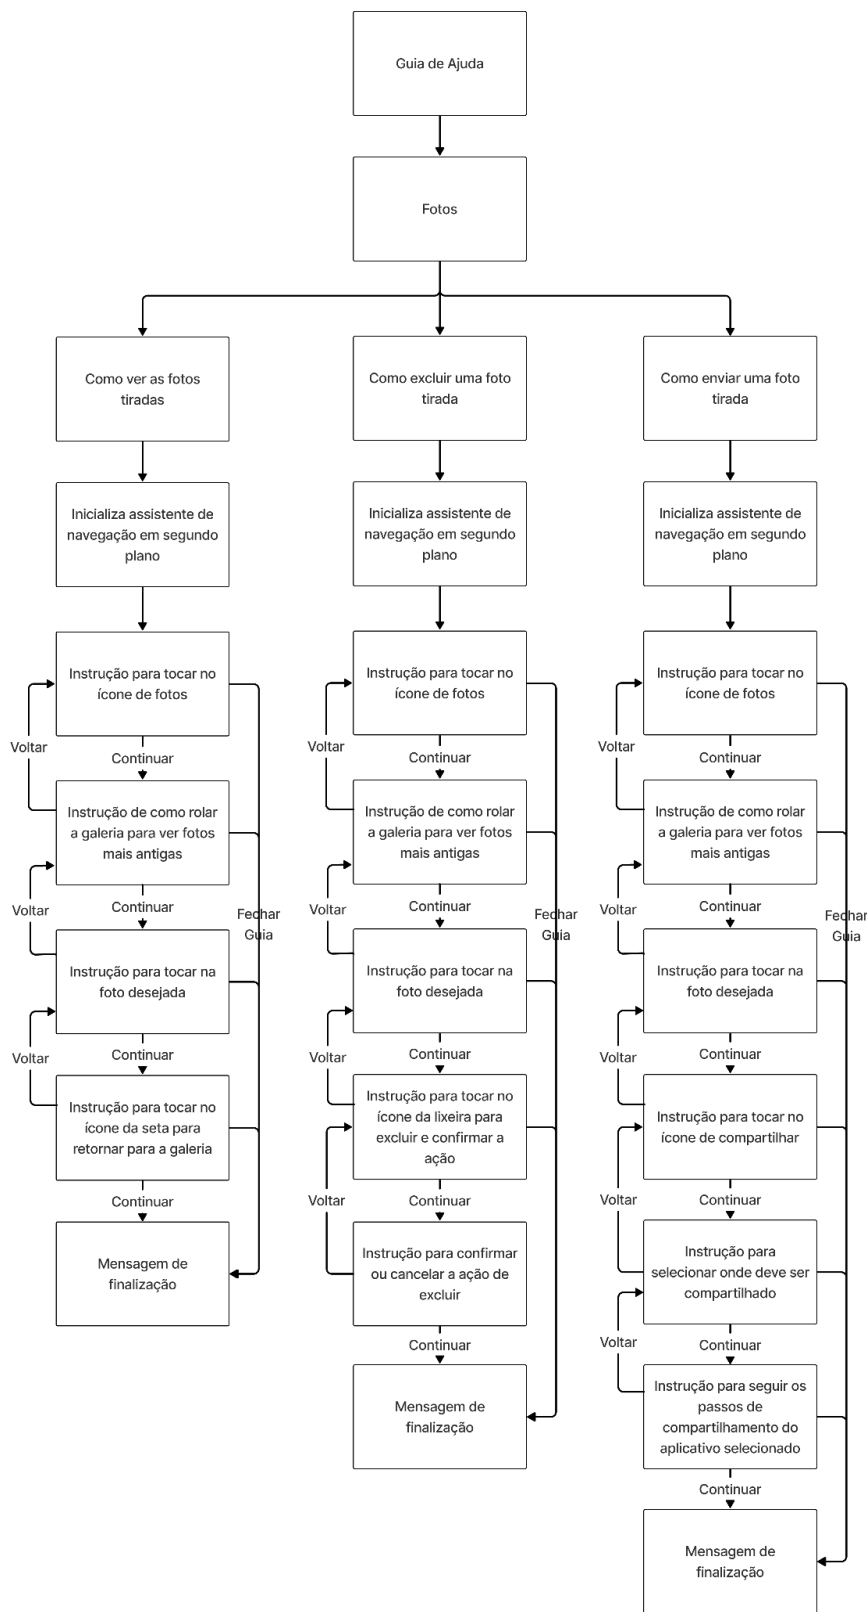 Guia de Ajuda
Fotos
Como ver as fotos
tiradas
Inicializa assistente de
navegação em segundo
plano
Instrução para tocar no
ícone de fotos
Voltar
Continuar
Instrução de como rolar
a galeria para ver fotos
mais antigas
Voltar
Continuar
Fechar
Guia
Instrução para tocar na
foto desejada
Voltar
Continuar
Instrução para tocar no
ícone da seta para
retornar para a galeria
Continuar
Mensagem de
finalização
Como excluir uma foto
tirada
Inicializa assistente de
navegação em segundo
plano
Instrução para tocar no
ícone de fotos
Voltar
Continuar
Instrução de como rolar
a galeria para ver fotos
mais antigas
Voltar
Continuar
Fechar
Guia
Instrução para tocar na
foto desejada
Voltar
Continuar
Instrução para tocar no
ícone da lixeira para
excluir e confirmar a
ação
Voltar
Continuar
Instrução para confirmar
ou cancelar a ação de
excluir
Continuar
Mensagem de
finalização
Como enviar uma foto
tirada
Inicializa assistente de
navegação em segundo
plano
Instrução para tocar no
ícone de fotos
Voltar
Continuar
Instrução de como rolar
a galeria para ver fotos
mais antigas
Voltar
Continuar
Fechar
Guia
Instrução para tocar na
foto desejada
Voltar
Continuar
Instrução para tocar no
ícone de compartilhar
Voltar
Continuar
Instrução para
selecionar onde deve ser
compartilhado
Voltar
Continuar
Instrução para seguir os
passos de
compartilhamento do
aplicativo selecionado
Continuar
Mensagem de
finalização